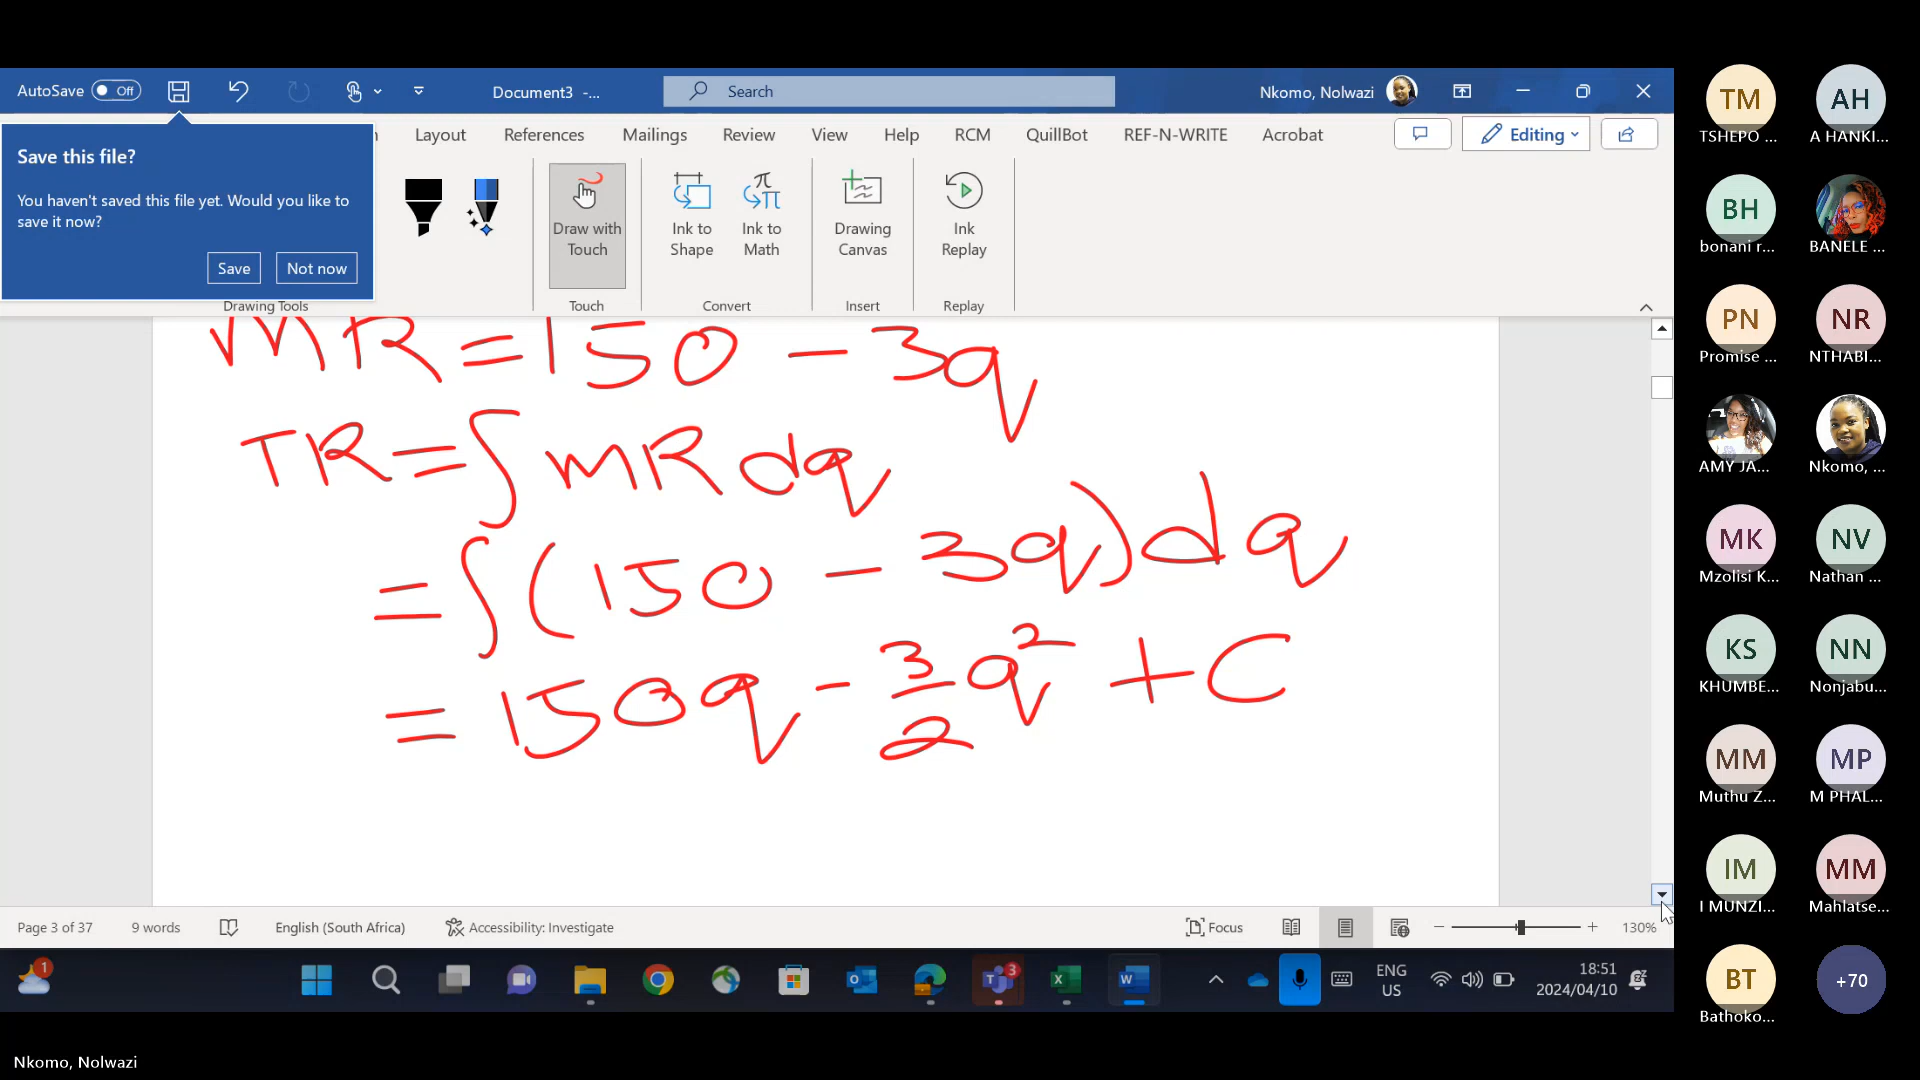 AutoSave Off
Document3 -...
Search
Nkomo, Nolwazi
Layout References Mailings Review View Help RCM QuillBot REF-N-WRITE Acrobat
Editing
Save this file?
You haven't saved this file yet. Would you like to
save it now?
Save Not now
Drawing Tools
Draw with
Touch
Touch
Ink to
Shape
Ink to
Math
Convert
Drawing
Canvas
Insert
Ink
Replay
Replay
MR = 150 - 3q
TR = ∫ MR dq
= ∫ (150 - 3q) dq
= 150q - 3/2 q² + C
Page 3 of 37 9 words English (South Africa) Accessibility: Investigate Focus 130%
1
3
ENG
US
18:51
2024/04/10
TM
TSHEPO ...
AH
A HANKI...
BH
bonani r...
BANELE ...
PN
Promise ...
NR
NTHABI...
AMY JA...
Nkomo, ...
MK
Mzolisi K...
NV
Nathan ...
KS
KHUMBE...
NN
Nonjabu...
MM
Muthu Z...
MP
M PHAL...
IM
I MUNZI...
MM
Mahlatse...
BT
Bathoko...
+70
Nkomo, Nolwazi